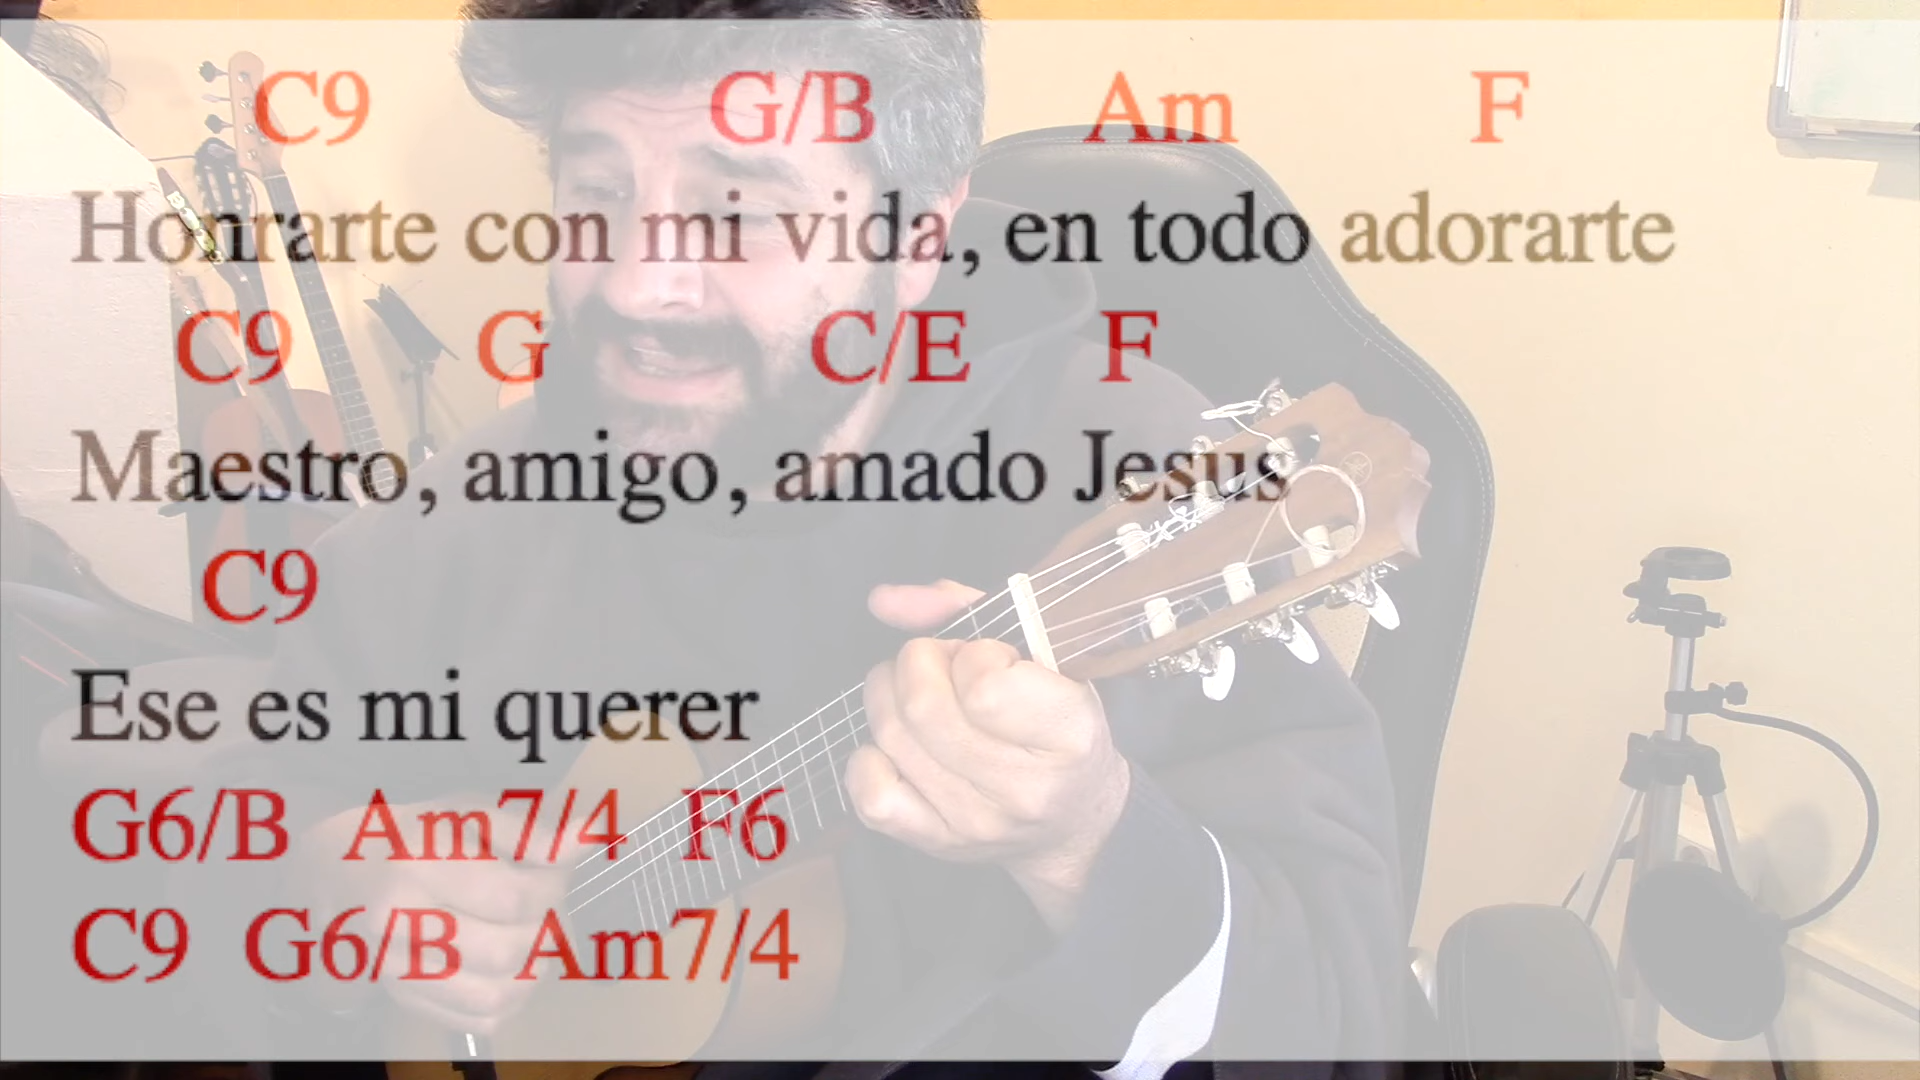 C9 G/B Am F
Honrarte con mi vida, en todo adorarte
C9 G C/E F
Maestro, amigo, amado Jesus
C9
Ese es mi querer
G6/B Am7/4 F6
C9 G6/B Am7/4